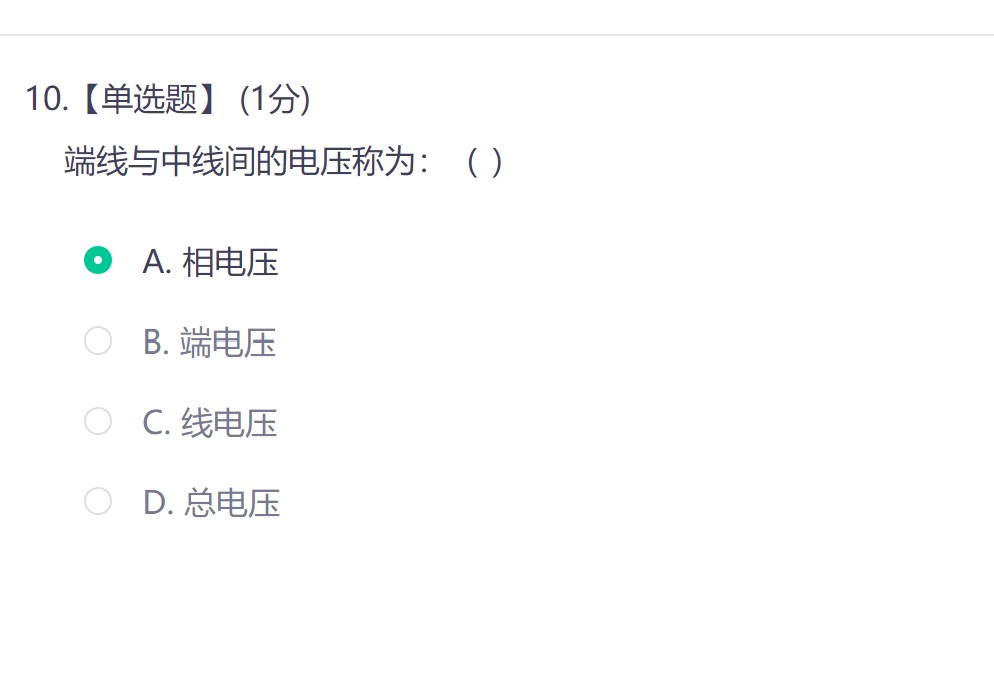 10.【单选题】 (1分)
端线与中线间的电压称为： ( )
A. 相电压
B. 端电压
C. 线电压
D. 总电压